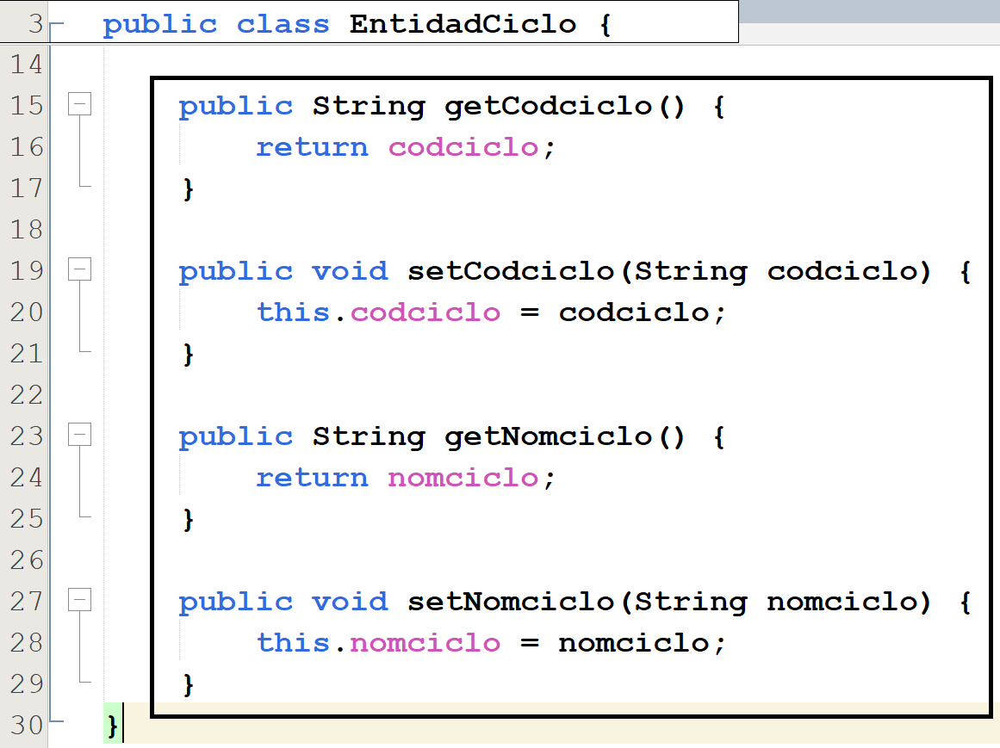 3 public class EntidadCiclo {
14
15 public String getCodciclo() {
16 return codciclo;
17 }
18
19 public void setCodciclo(String codciclo) {
20 this.codciclo = codciclo;
21 }
22
23 public String getNomciclo() {
24 return nomciclo;
25 }
26
27 public void setNomciclo(String nomciclo) {
28 this.nomciclo = nomciclo;
29 }
30 }